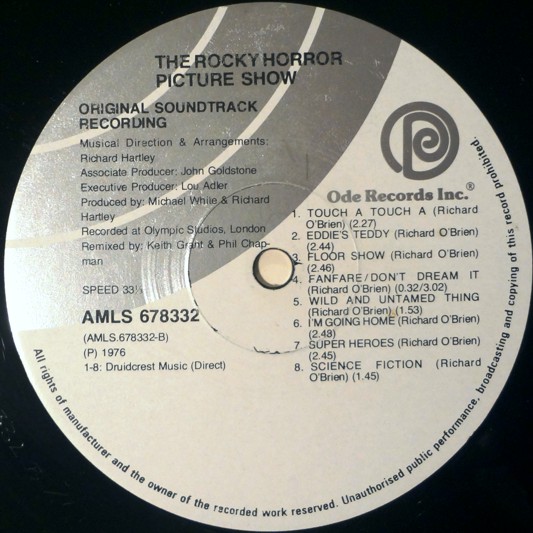 THE ROCKY HORROR
PICTURE SHOW
ORIGINAL SOUNDTRACK
RECORDING
Musical Direction & Arrangements:
Richard Hartley
Associate Producer: John Goldstone
Executive Producer: Lou Adler
Produced by: Michael White & Richard
Hartley
Recorded at Olympic Studios, London
Remixed by: Keith Grant & Phil Chap-
man
SPEED 33⅓
AMLS 678332
(AMLS.678332-B)
(P) 1976
1-8: Druidcrest Music (Direct)
Ode Records Inc.®
1. TOUCH A TOUCH A (Richard
O'Brien) (2.27)
2. EDDIE'S TEDDY (Richard O'Brien)
(2.44)
3. FLOOR SHOW (Richard O'Brien)
(2.46)
4. FANFARE/DON'T DREAM IT
(Richard O'Brien) (0.32/3.02)
5. WILD AND UNTAMED THING
(Richard O'Brien) (1.53)
6. I'M GOING HOME (Richard O'Brien)
(2.48)
7 SUPER HEROES (Richard O'Brien)
(2.45)
8. SCIENCE FICTION (Richard
O'Brien) (1.45)
All rights of manufacturer and the owner of the recorded work reserved. Unauthorised public performance, broadcasting and copying of this record prohibited.